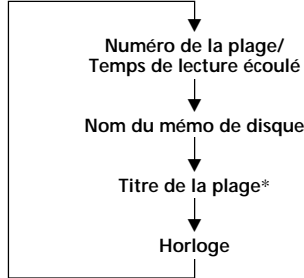 Numéro de la plage/
Temps de lecture écoulé
Nom du mémo de disque
Titre de la plage*
Horloge